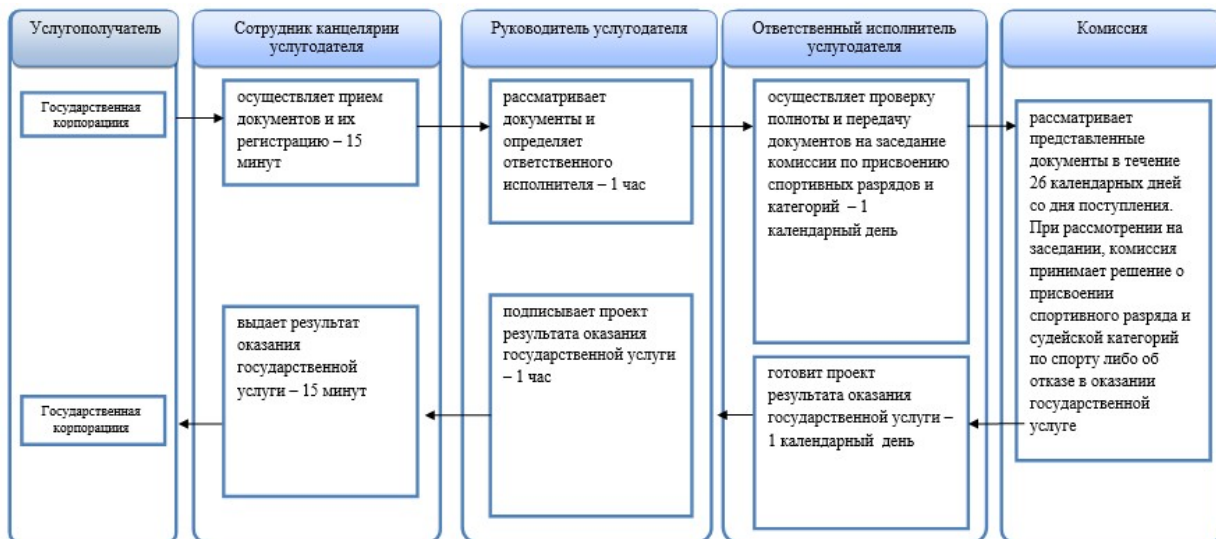 Услугополучатель
Сотрудник канцелярии
услугодателя
Руководитель услугодателя
Ответственный исполнитель
услугодателя
Комиссия
Государственная
корпорациия
осуществляет прием
документов и их
регистрацию – 15
минут
рассматривает
документы и
определяет
ответственного
исполнителя – 1 час
осуществляет проверку
полноты и передачу
документов на заседание
комиссии по присвоению
спортивных разрядов и
категорий – 1
календарный день
рассматривает
представленные
документы в течение
26 календарных дней
со дня поступления.
При рассмотрении на
заседании, комиссия
принимает решение о
присвоении
спортивного разряда и
судейской категорий
по спорту либо об
отказе в оказании
государственной
услуге
готовит проект
результата оказания
государственной услуги –
1 календарный день
подписывает проект
результата оказания
государственной услуги
– 1 час
выдает результат
оказания
государственной
услуги – 15 минут
Государственная
корпорациия